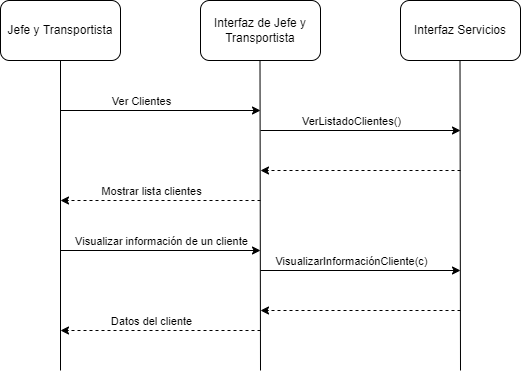 Jefe y Transportista
Interfaz de Jefe y
Transportista
Interfaz Servicios
Ver Clientes
VerListadoClientes()
Mostrar lista clientes
Visualizar información de un cliente
VisualizarInformaciónCliente(c)
Datos del cliente